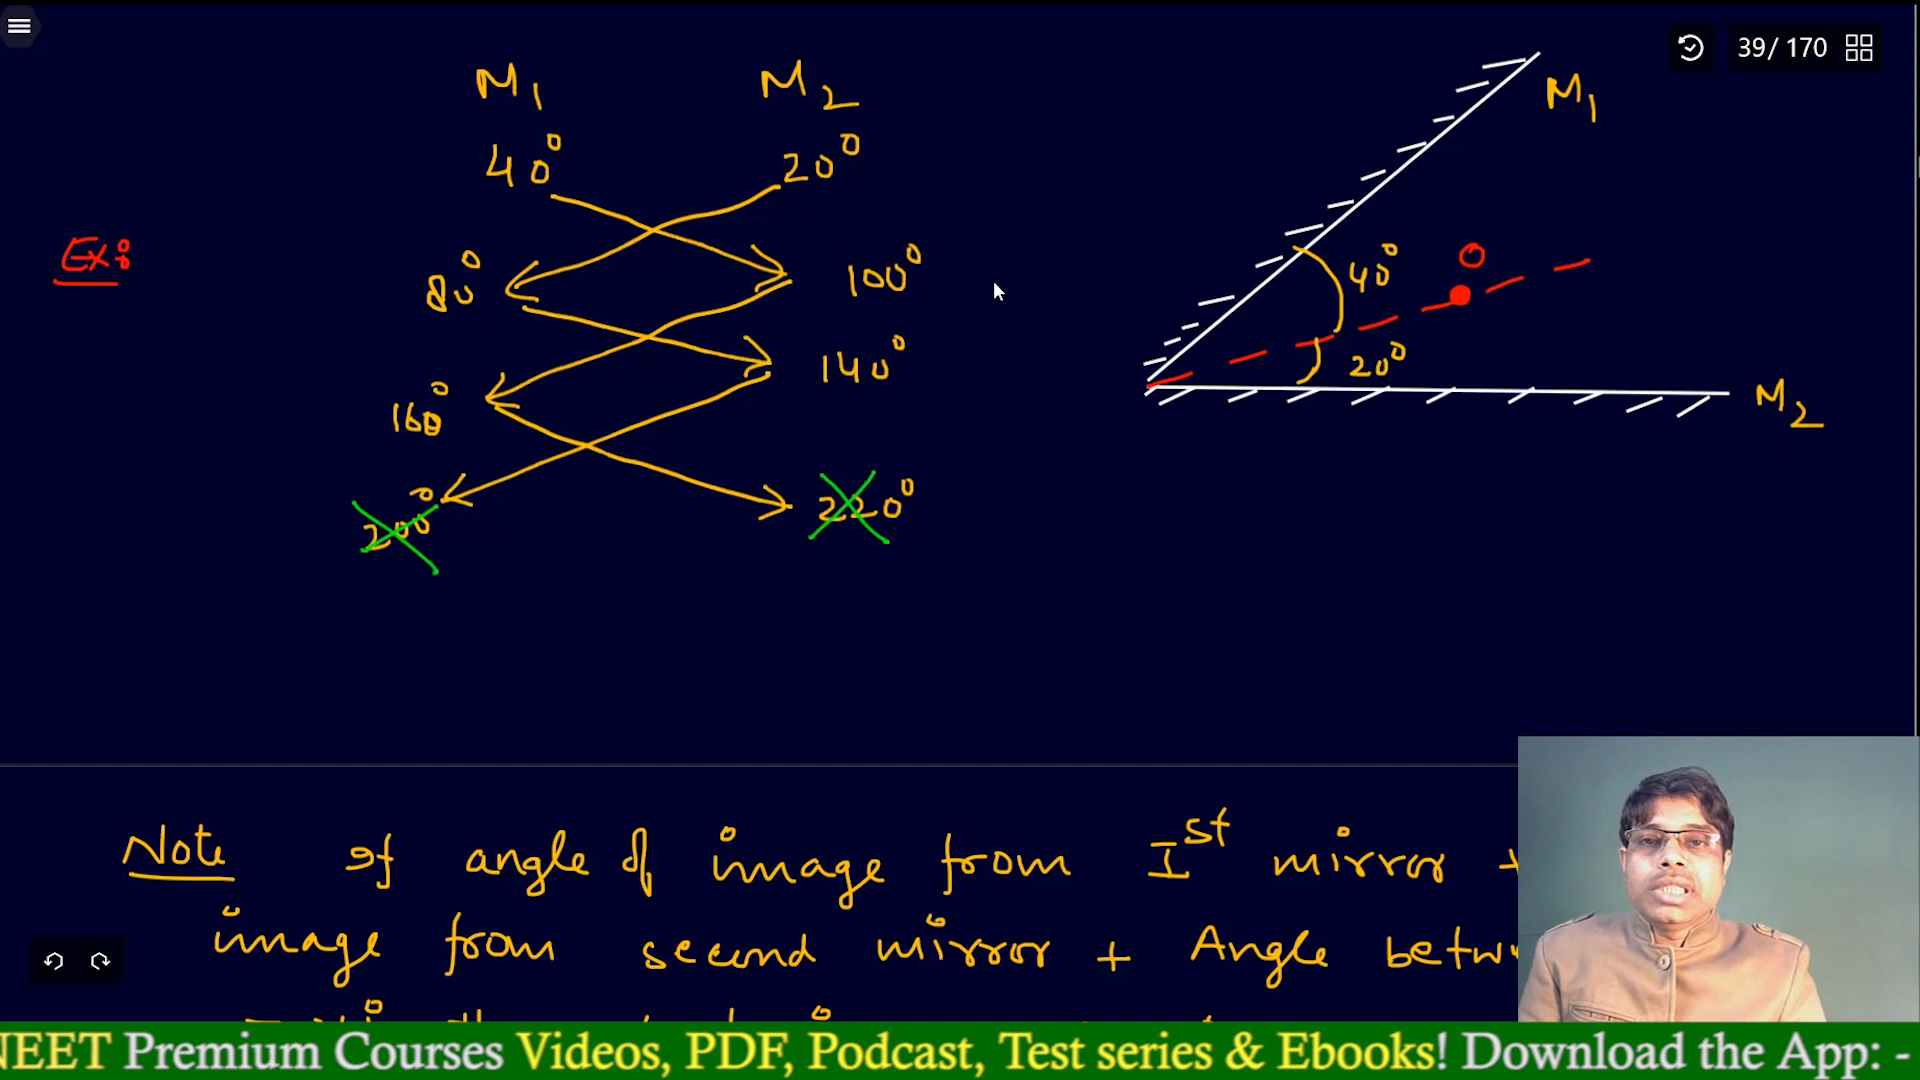 39/ 170
M1 M2
M1
40° 20°
Ex:
80° 100°
O
40°
20°
140°
M2
160°
200° 220°
Note If angle of image from Ist mirror +
image from second mirror + Angle betw
NEET Premium Courses Videos, PDF, Podcast, Test series & Ebooks! Download the App: -